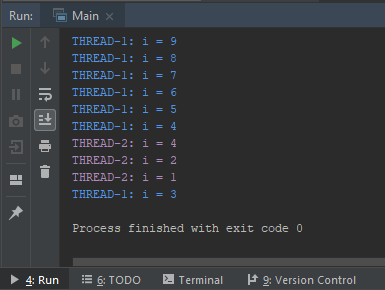 Run: Main
THREAD-1: i = 9
THREAD-1: i = 8
THREAD-1: i = 7
THREAD-1: i = 6
THREAD-1: i = 5
THREAD-1: i = 4
THREAD-2: i = 4
THREAD-2: i = 2
THREAD-2: i = 1
THREAD-1: i = 3
Process finished with exit code 0
4: Run 6: TODO Terminal 9: Version Control